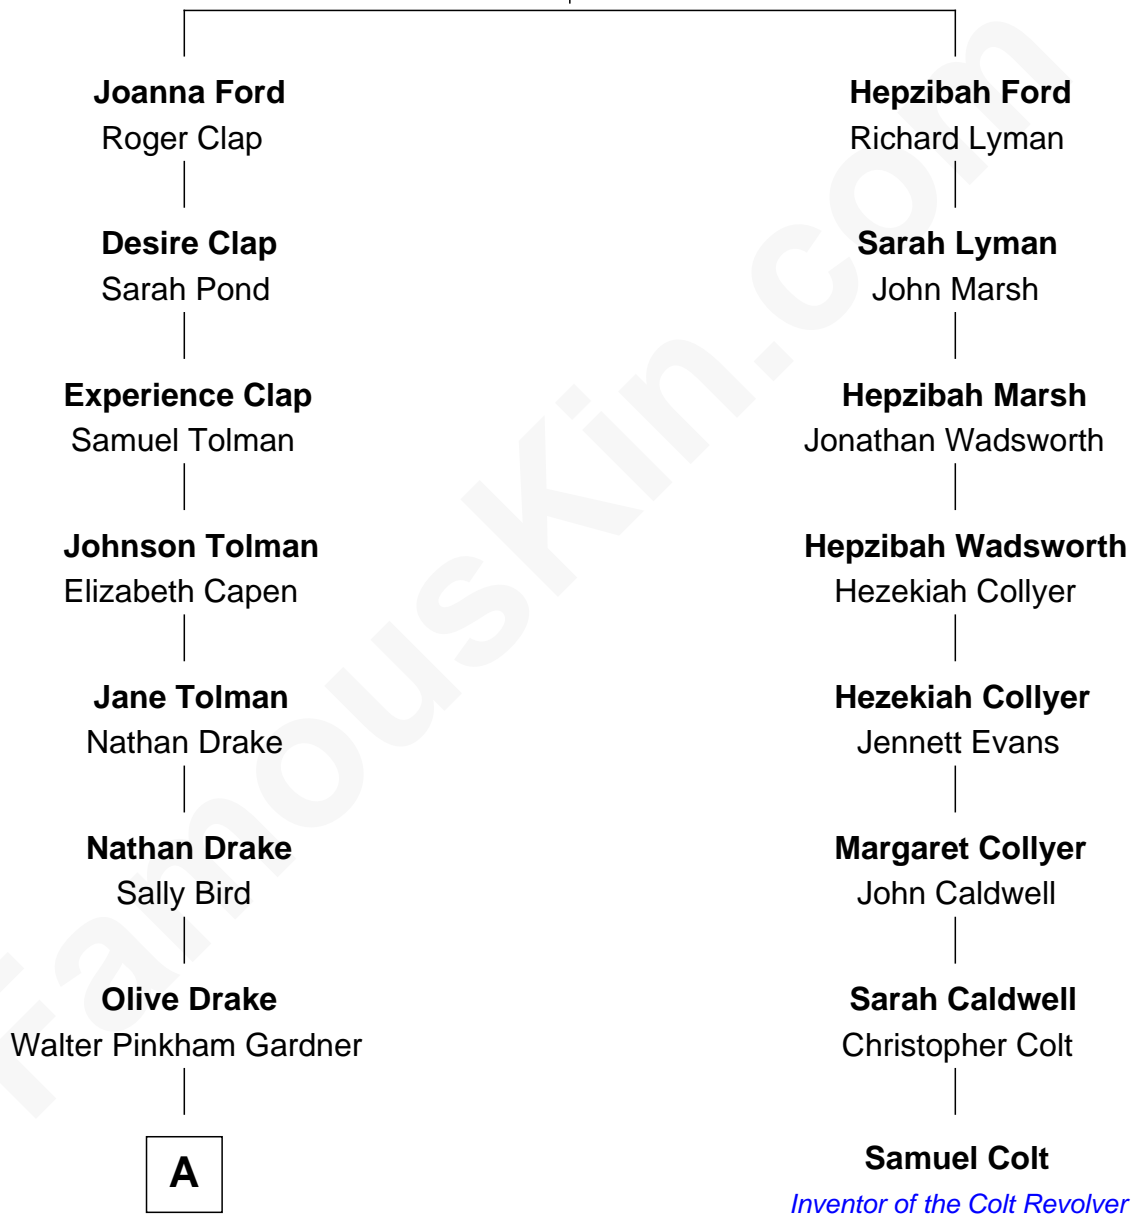 Joanna Ford
Roger Clap
Hepzibah Ford
Richard Lyman
Desire Clap
Sarah Pond
Sarah Lyman
John Marsh
Experience Clap
Samuel Tolman
Hepzibah Marsh
Jonathan Wadsworth
Johnson Tolman
Elizabeth Capen
Hepzibah Wadsworth
Hezekiah Collyer
Jane Tolman
Nathan Drake
Hezekiah Collyer
Jennett Evans
Nathan Drake
Sally Bird
Margaret Collyer
John Caldwell
Olive Drake
Walter Pinkham Gardner
Sarah Caldwell
Christopher Colt
A
Samuel Colt
Inventor of the Colt Revolver
FamousKin.com